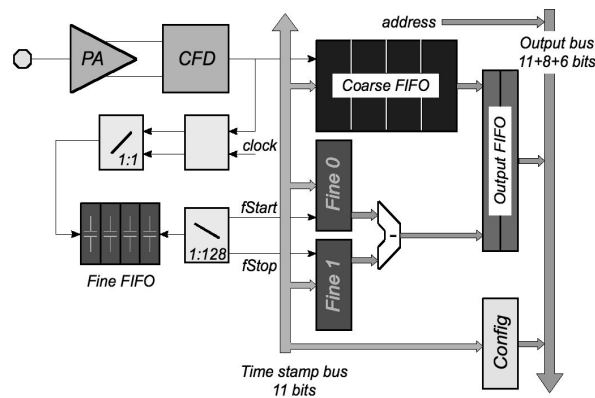 address
Output bus
11+8+6 bits
PA
CFD
Coarse FIFO
Output FIFO
clock
1:1
Fine 0
fStart
1:128
fStop
Fine 1
Fine FIFO
Config
Time stamp bus
11 bits
-